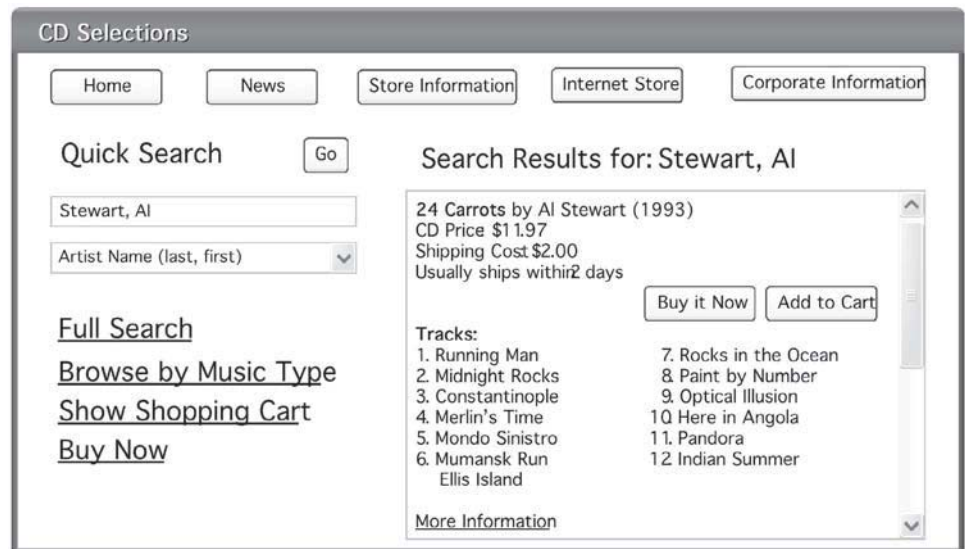 CD Selections
Home
News
Store Information
Internet Store
Corporate Information
Quick Search
Go
Stewart, Al
Artist Name (last, first)
Full Search
Browse by Music Type
Show Shopping Cart
Buy Now
Search Results for: Stewart, Al
24 Carrots by Al Stewart (1993)
CD Price $11.97
Shipping Cost $2.00
Usually ships within 2 days
Buy it Now
Add to Cart
Tracks:
1. Running Man
2. Midnight Rocks
3. Constantinople
4. Merlin's Time
5. Mondo Sinistro
6. Mumansk Run
Ellis Island
7. Rocks in the Ocean
8. Paint by Number
9. Optical Illusion
10. Here in Angola
11. Pandora
12 Indian Summer
More Information